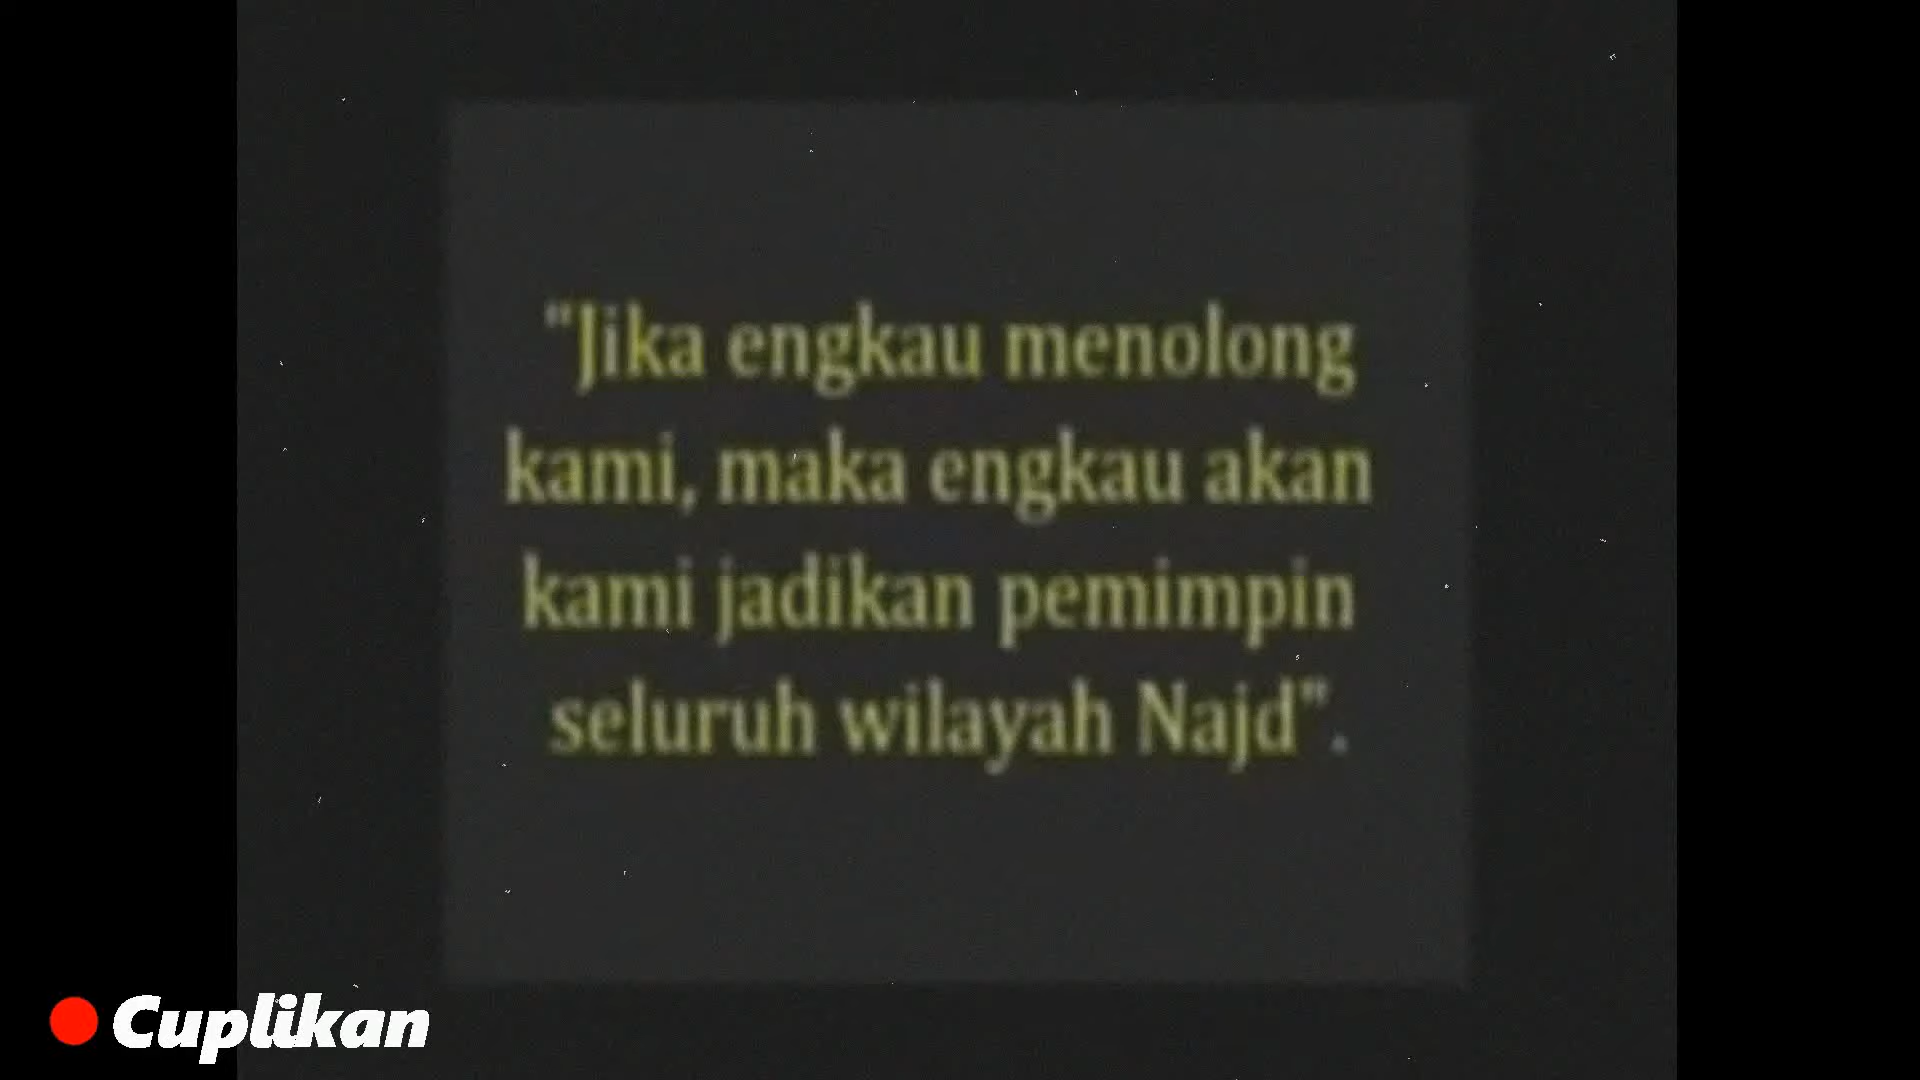 "Jika engkau menolong
kami, maka engkau akan
kami jadikan pemimpin
seluruh wilayah Najd".
Cuplikan